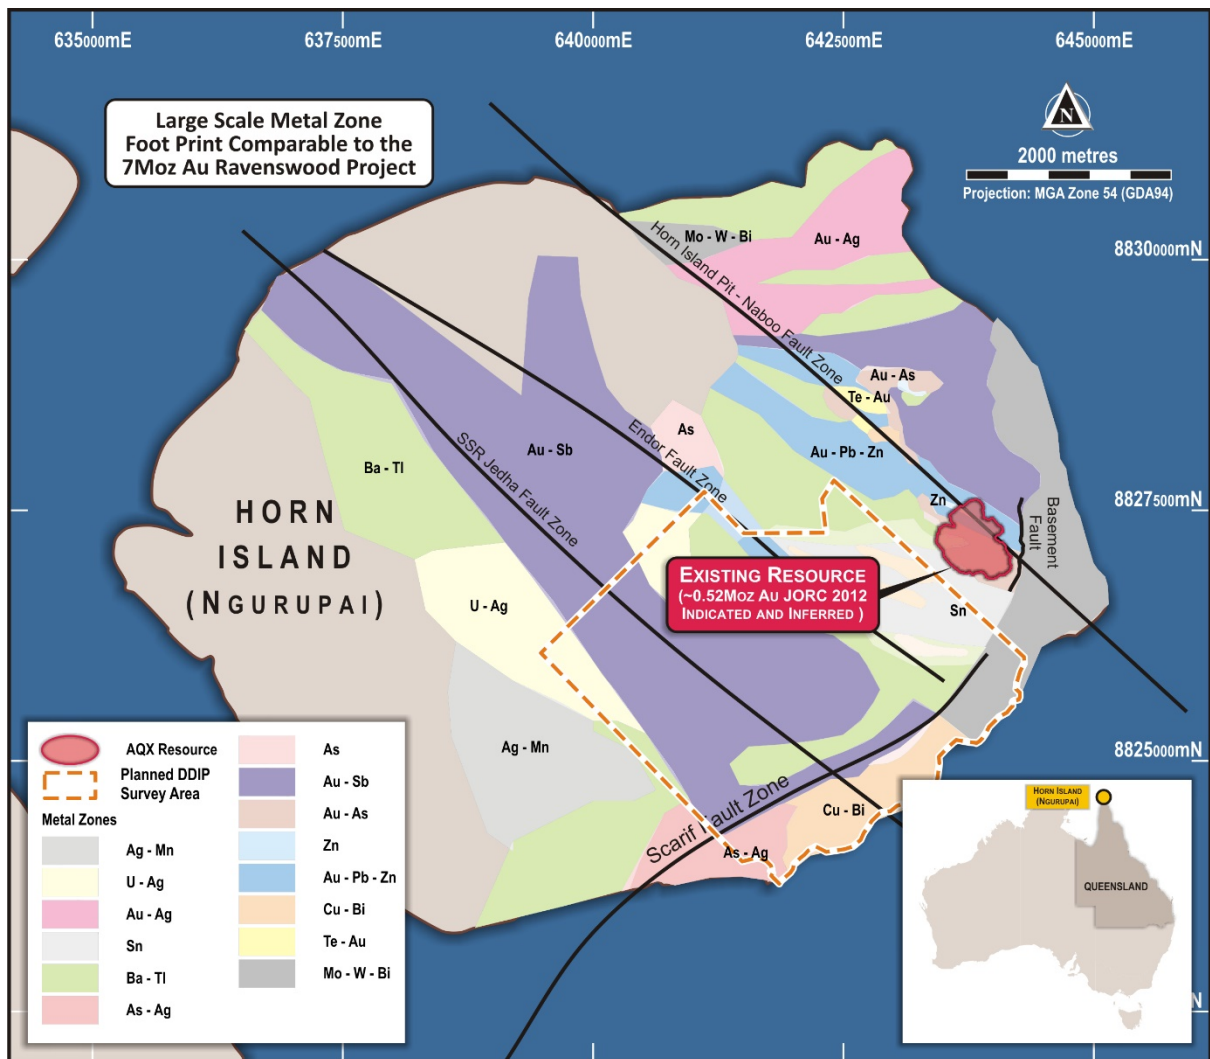 635000mE
637500mE
640000mE
642500mE
645000mE
Large Scale Metal Zone
Foot Print Comparable to the
7Moz Au Ravenswood Project
N
2000 metres
Projection: MGA Zone 54 (GDA94)
8830000mN
8827500mN
8825000mN
N
Mo - W - Bi
Au - Ag
Horn Island Pit - Naboo Fault Zone
Au - As
Te - Au
As
Endor Fault Zone
Au - Sb
SSR Jedha Fault Zone
Ba - Tl
Au - Pb - Zn
Zn
Basement
Fault
HORN
ISLAND
(NGURUPAI)
EXISTING RESOURCE
(~0.52MOZ AU JORC 2012
INDICATED AND INFERRED )
U - Ag
Sn
Ag - Mn
Scarif Fault Zone
Cu - Bi
As - Ag
AQX Resource
Planned DDIP
Survey Area
Metal Zones
Ag - Mn
U - Ag
Au - Ag
Sn
Ba - Tl
As - Ag
As
Au - Sb
Au - As
Zn
Au - Pb - Zn
Cu - Bi
Te - Au
Mo - W - Bi
HORN ISLAND
(NGURUPAI)
QUEENSLAND